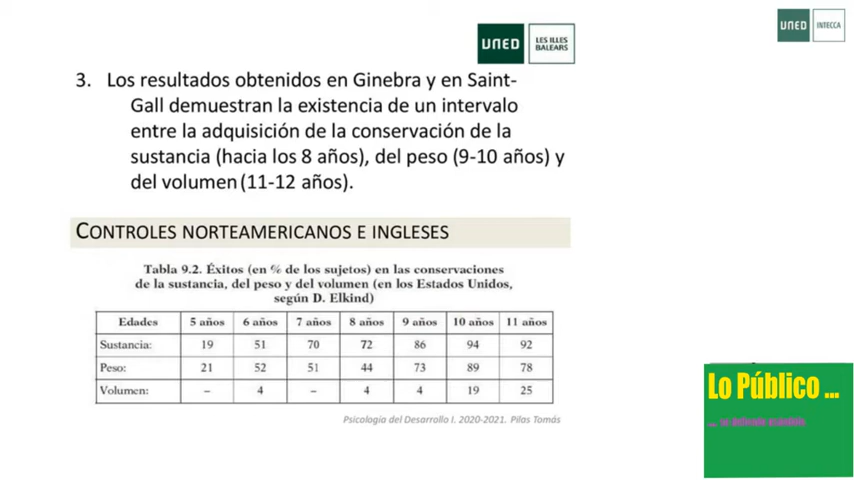 UNED
LES ILLES
BALEARS
UNED
INTECCA
3. Los resultados obtenidos en Ginebra y en Saint-
Gall demuestran la existencia de un intervalo
entre la adquisición de la conservación de la
sustancia (hacia los 8 años), del peso (9-10 años) y
del volumen (11-12 años).
CONTROLES NORTEAMERICANOS E INGLESES
Tabla 9.2. Éxitos (en % de los sujetos) en las conservaciones
de la sustancia, del peso y del volumen (en los Estados Unidos,
según D. Elkind)
Edades 5 años 6 años 7 años 8 años 9 años 10 años 11 años
Sustancia: 19 51 70 72 86 94 92
Peso: 21 52 51 44 73 89 78
Volumen: – 4 – 4 4 19 25
Psicología del Desarrollo I. 2020-2021. Pilas Tomás
Lo Público ...